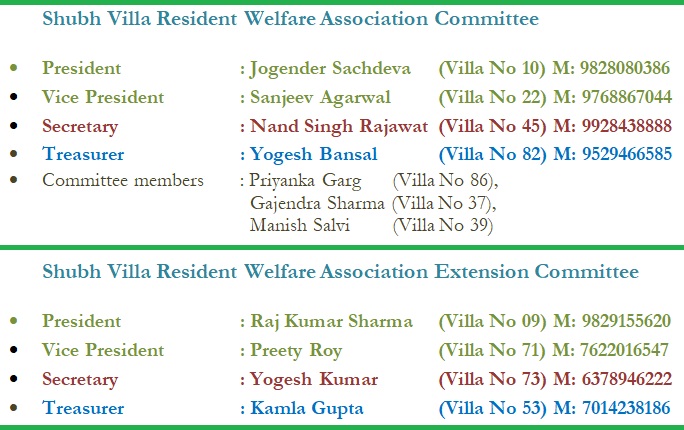 Shubh Villa Resident Welfare Association Committee
• President : Jogender Sachdeva (Villa No 10) M: 9828080386
• Vice President : Sanjeev Agarwal (Villa No 22) M: 9768867044
• Secretary : Nand Singh Rajawat (Villa No 45) M: 9928438888
• Treasurer : Yogesh Bansal (Villa No 82) M: 9529466585
• Committee members : Priyanka Garg (Villa No 86),
Gajendra Sharma (Villa No 37),
Manish Salvi (Villa No 39)
Shubh Villa Resident Welfare Association Extension Committee
• President : Raj Kumar Sharma (Villa No 09) M: 9829155620
• Vice President : Preety Roy (Villa No 71) M: 7622016547
• Secretary : Yogesh Kumar (Villa No 73) M: 6378946222
• Treasurer : Kamla Gupta (Villa No 53) M: 7014238186